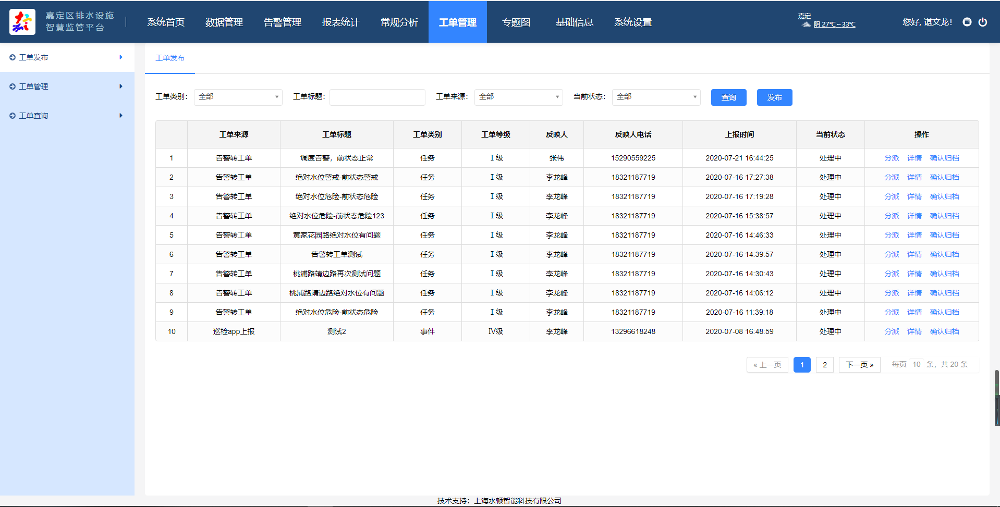 嘉定区排水设施
智慧监管平台
系统首页 数据管理 告警管理 报表统计 常规分析 工单管理 专题图 基础信息 系统设置
嘉定
阴 27℃~33℃
您好, 谌文龙!
工单发布
工单管理
工单查询
工单发布
工单类别: 全部 工单标题: 工单来源: 全部 当前状态: 全部 查询 发布
工单来源 工单标题 工单类别 工单等级 反映人 反映人电话 上报时间 当前状态 操作
1 告警转工单 调度告警，前状态正常 任务 I 级 张伟 15290559225 2020-07-21 16:44:25 处理中 分派 详情 确认归档
2 告警转工单 绝对水位警戒-前状态警戒 任务 I 级 李龙峰 18321187719 2020-07-16 17:27:38 处理中 分派 详情 确认归档
3 告警转工单 绝对水位危险-前状态危险 任务 I 级 李龙峰 18321187719 2020-07-16 17:19:28 处理中 分派 详情 确认归档
4 告警转工单 绝对水位危险-前状态危险123 任务 I 级 李龙峰 18321187719 2020-07-16 15:38:57 处理中 分派 详情 确认归档
5 告警转工单 黄家花园路绝对水位有问题 任务 I 级 李龙峰 18321187719 2020-07-16 14:46:33 处理中 分派 详情 确认归档
6 告警转工单 告警转工单测试 任务 I 级 李龙峰 18321187719 2020-07-16 14:39:57 处理中 分派 详情 确认归档
7 告警转工单 桃浦路靖边路再次测试问题 任务 I 级 李龙峰 18321187719 2020-07-16 14:30:43 处理中 分派 详情 确认归档
8 告警转工单 桃浦路靖边路绝对水位有问题 任务 I 级 李龙峰 18321187719 2020-07-16 14:06:12 处理中 分派 详情 确认归档
9 告警转工单 绝对水位危险-前状态危险 任务 I 级 李龙峰 18321187719 2020-07-16 11:39:18 处理中 分派 详情 确认归档
10 巡检app上报 测试2 事件 IV级 李龙峰 13296618248 2020-07-08 16:48:59 处理中 分派 详情 确认归档
« 上一页 1 2 下一页 » 每页 10 条，共 20 条
技术支持：上海水顿智能科技有限公司